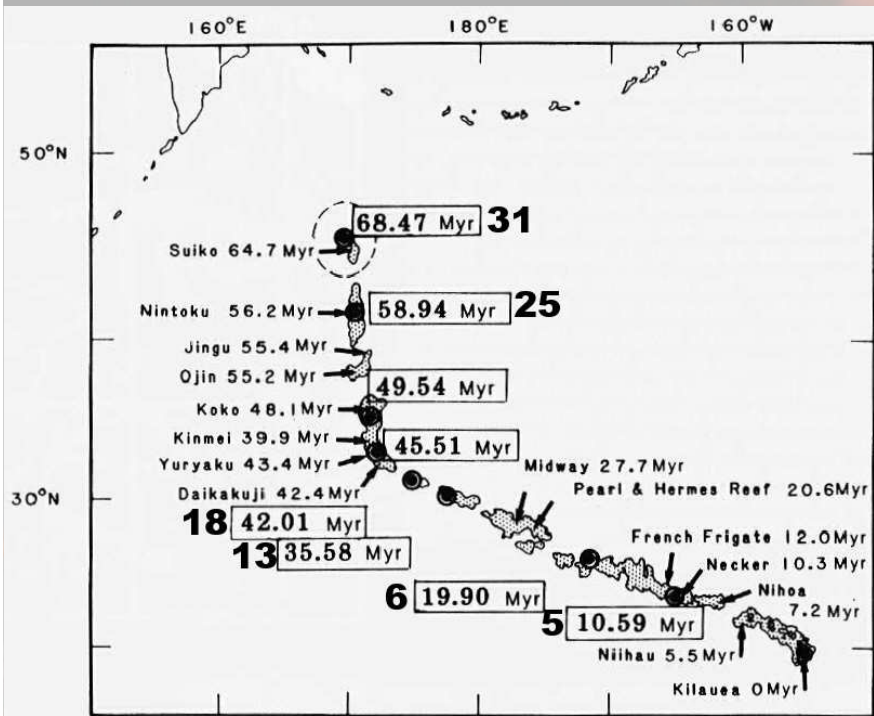 160°E 180°E 160°W
50°N
68.47 Myr 31
Suiko 64.7 Myr
Nintoku 56.2 Myr 58.94 Myr 25
Jingu 55.4 Myr
Ojin 55.2 Myr
49.54 Myr
Koko 48.1 Myr
Kinmei 39.9 Myr 45.51 Myr
Yuryaku 43.4 Myr
Midway 27.7 Myr
Daikakuji 42.4 Myr
Pearl & Hermes Reef 20.6 Myr
30°N
18 42.01 Myr
French Frigate 12.0 Myr
13 35.58 Myr
Necker 10.3 Myr
Nihoa
7.2 Myr
6 19.90 Myr
5 10.59 Myr
Niihau 5.5 Myr
Kilauea 0 Myr